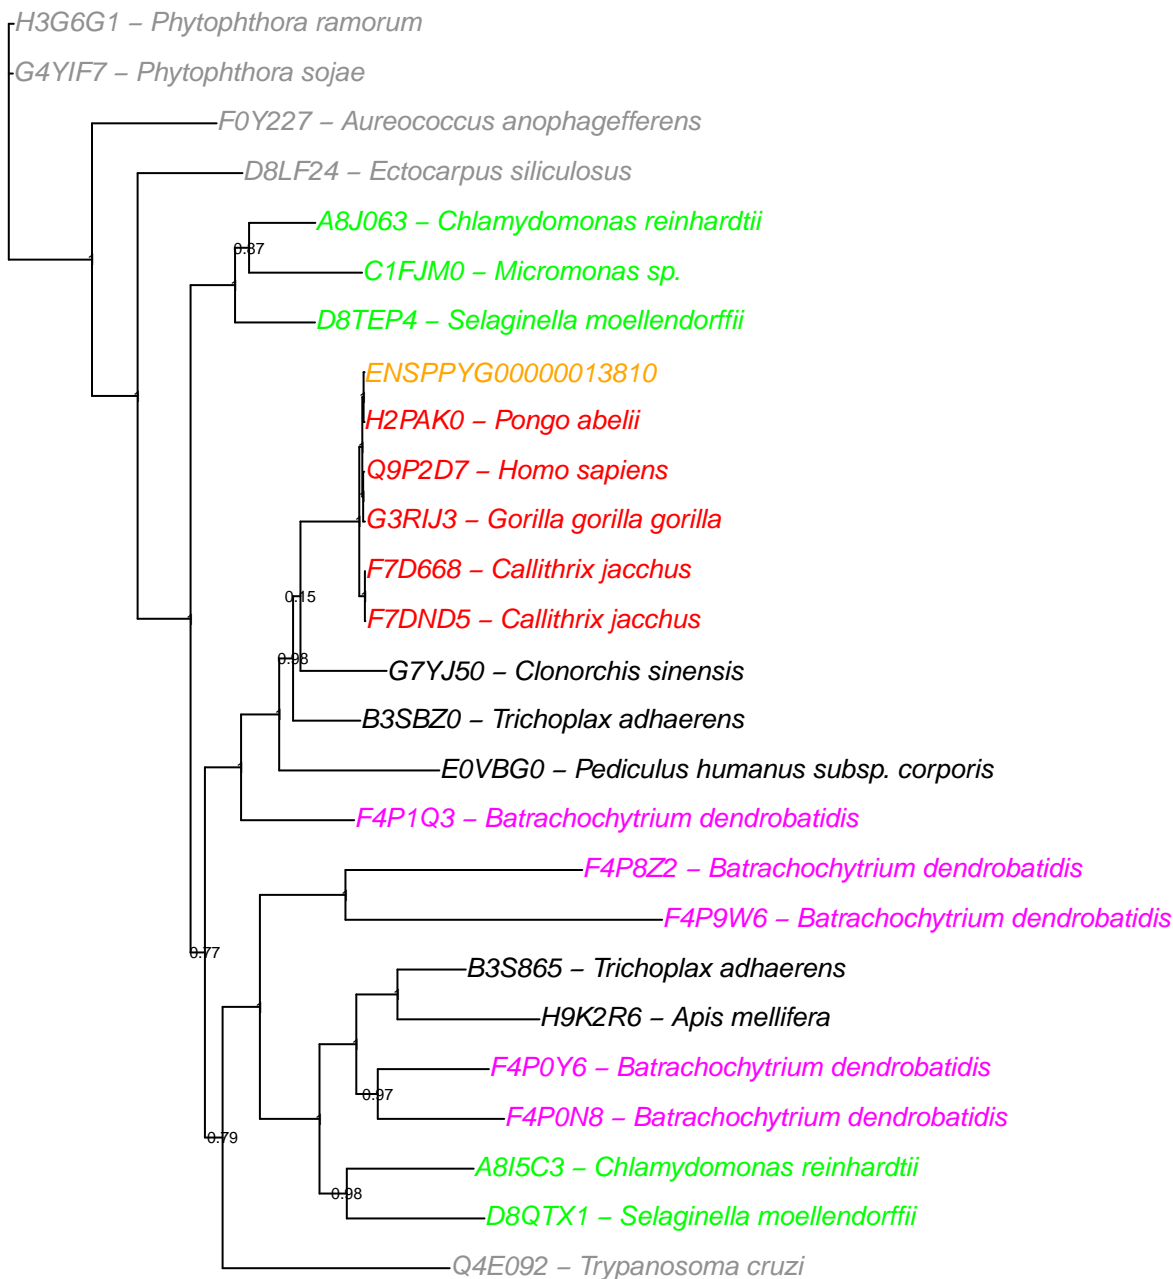 H3G6G1 – Phytophthora ramorum
G4YIF7 – Phytophthora sojae
F0Y227 – Aureococcus anophagefferens
D8LF24 – Ectocarpus siliculosus
A8J063 – Chlamydomonas reinhardtii
0.87
C1FJM0 – Micromonas sp.
D8TEP4 – Selaginella moellendorffii
ENSPPYG00000013810
H2PAK0 – Pongo abelii
Q9P2D7 – Homo sapiens
G3RIJ3 – Gorilla gorilla gorilla
F7D668 – Callithrix jacchus
0.15
F7DND5 – Callithrix jacchus
0.98
G7YJ50 – Clonorchis sinensis
B3SBZ0 – Trichoplax adhaerens
E0VBG0 – Pediculus humanus subsp. corporis
F4P1Q3 – Batrachochytrium dendrobatidis
F4P8Z2 – Batrachochytrium dendrobatidis
F4P9W6 – Batrachochytrium dendrobatidis
0.77
B3S865 – Trichoplax adhaerens
H9K2R6 – Apis mellifera
F4P0Y6 – Batrachochytrium dendrobatidis
0.97
F4P0N8 – Batrachochytrium dendrobatidis
0.79
A8I5C3 – Chlamydomonas reinhardtii
0.98
D8QTX1 – Selaginella moellendorffii
Q4E092 – Trypanosoma cruzi